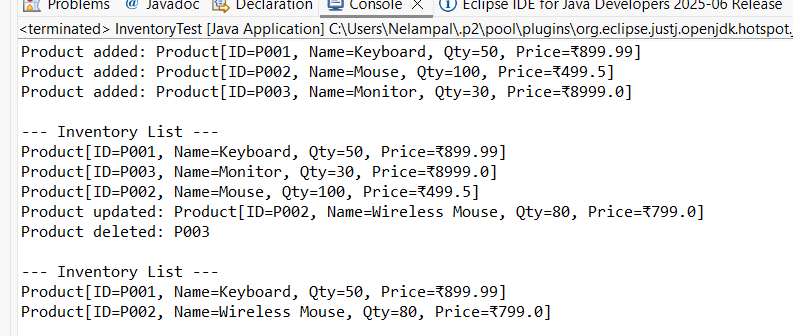 Problems @ Javadoc Declaration Console × Eclipse IDE for Java Developers 2025-06 Release
<terminated> InventoryTest [Java Application] C:\Users\Nelampal\.p2\pool\plugins\org.eclipse.justj.openjdk.hotspot.
Product added: Product[ID=P001, Name=Keyboard, Qty=50, Price=₹899.99]
Product added: Product[ID=P002, Name=Mouse, Qty=100, Price=₹499.5]
Product added: Product[ID=P003, Name=Monitor, Qty=30, Price=₹8999.0]
--- Inventory List ---
Product[ID=P001, Name=Keyboard, Qty=50, Price=₹899.99]
Product[ID=P003, Name=Monitor, Qty=30, Price=₹8999.0]
Product[ID=P002, Name=Mouse, Qty=100, Price=₹499.5]
Product updated: Product[ID=P002, Name=Wireless Mouse, Qty=80, Price=₹799.0]
Product deleted: P003
--- Inventory List ---
Product[ID=P001, Name=Keyboard, Qty=50, Price=₹899.99]
Product[ID=P002, Name=Wireless Mouse, Qty=80, Price=₹799.0]